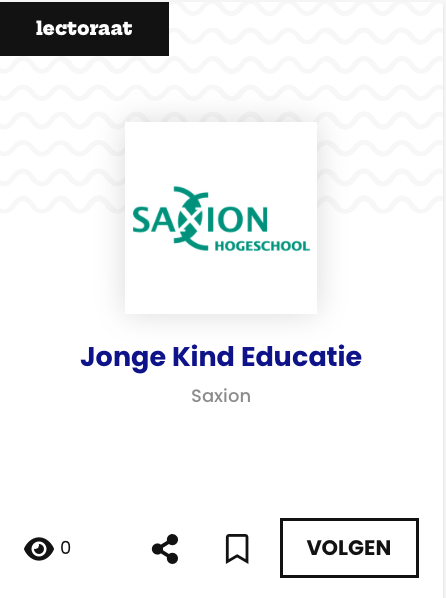 lectoraat
SAXION
HOGESCHOOL
Jonge Kind Educatie
Saxion
0
VOLGEN